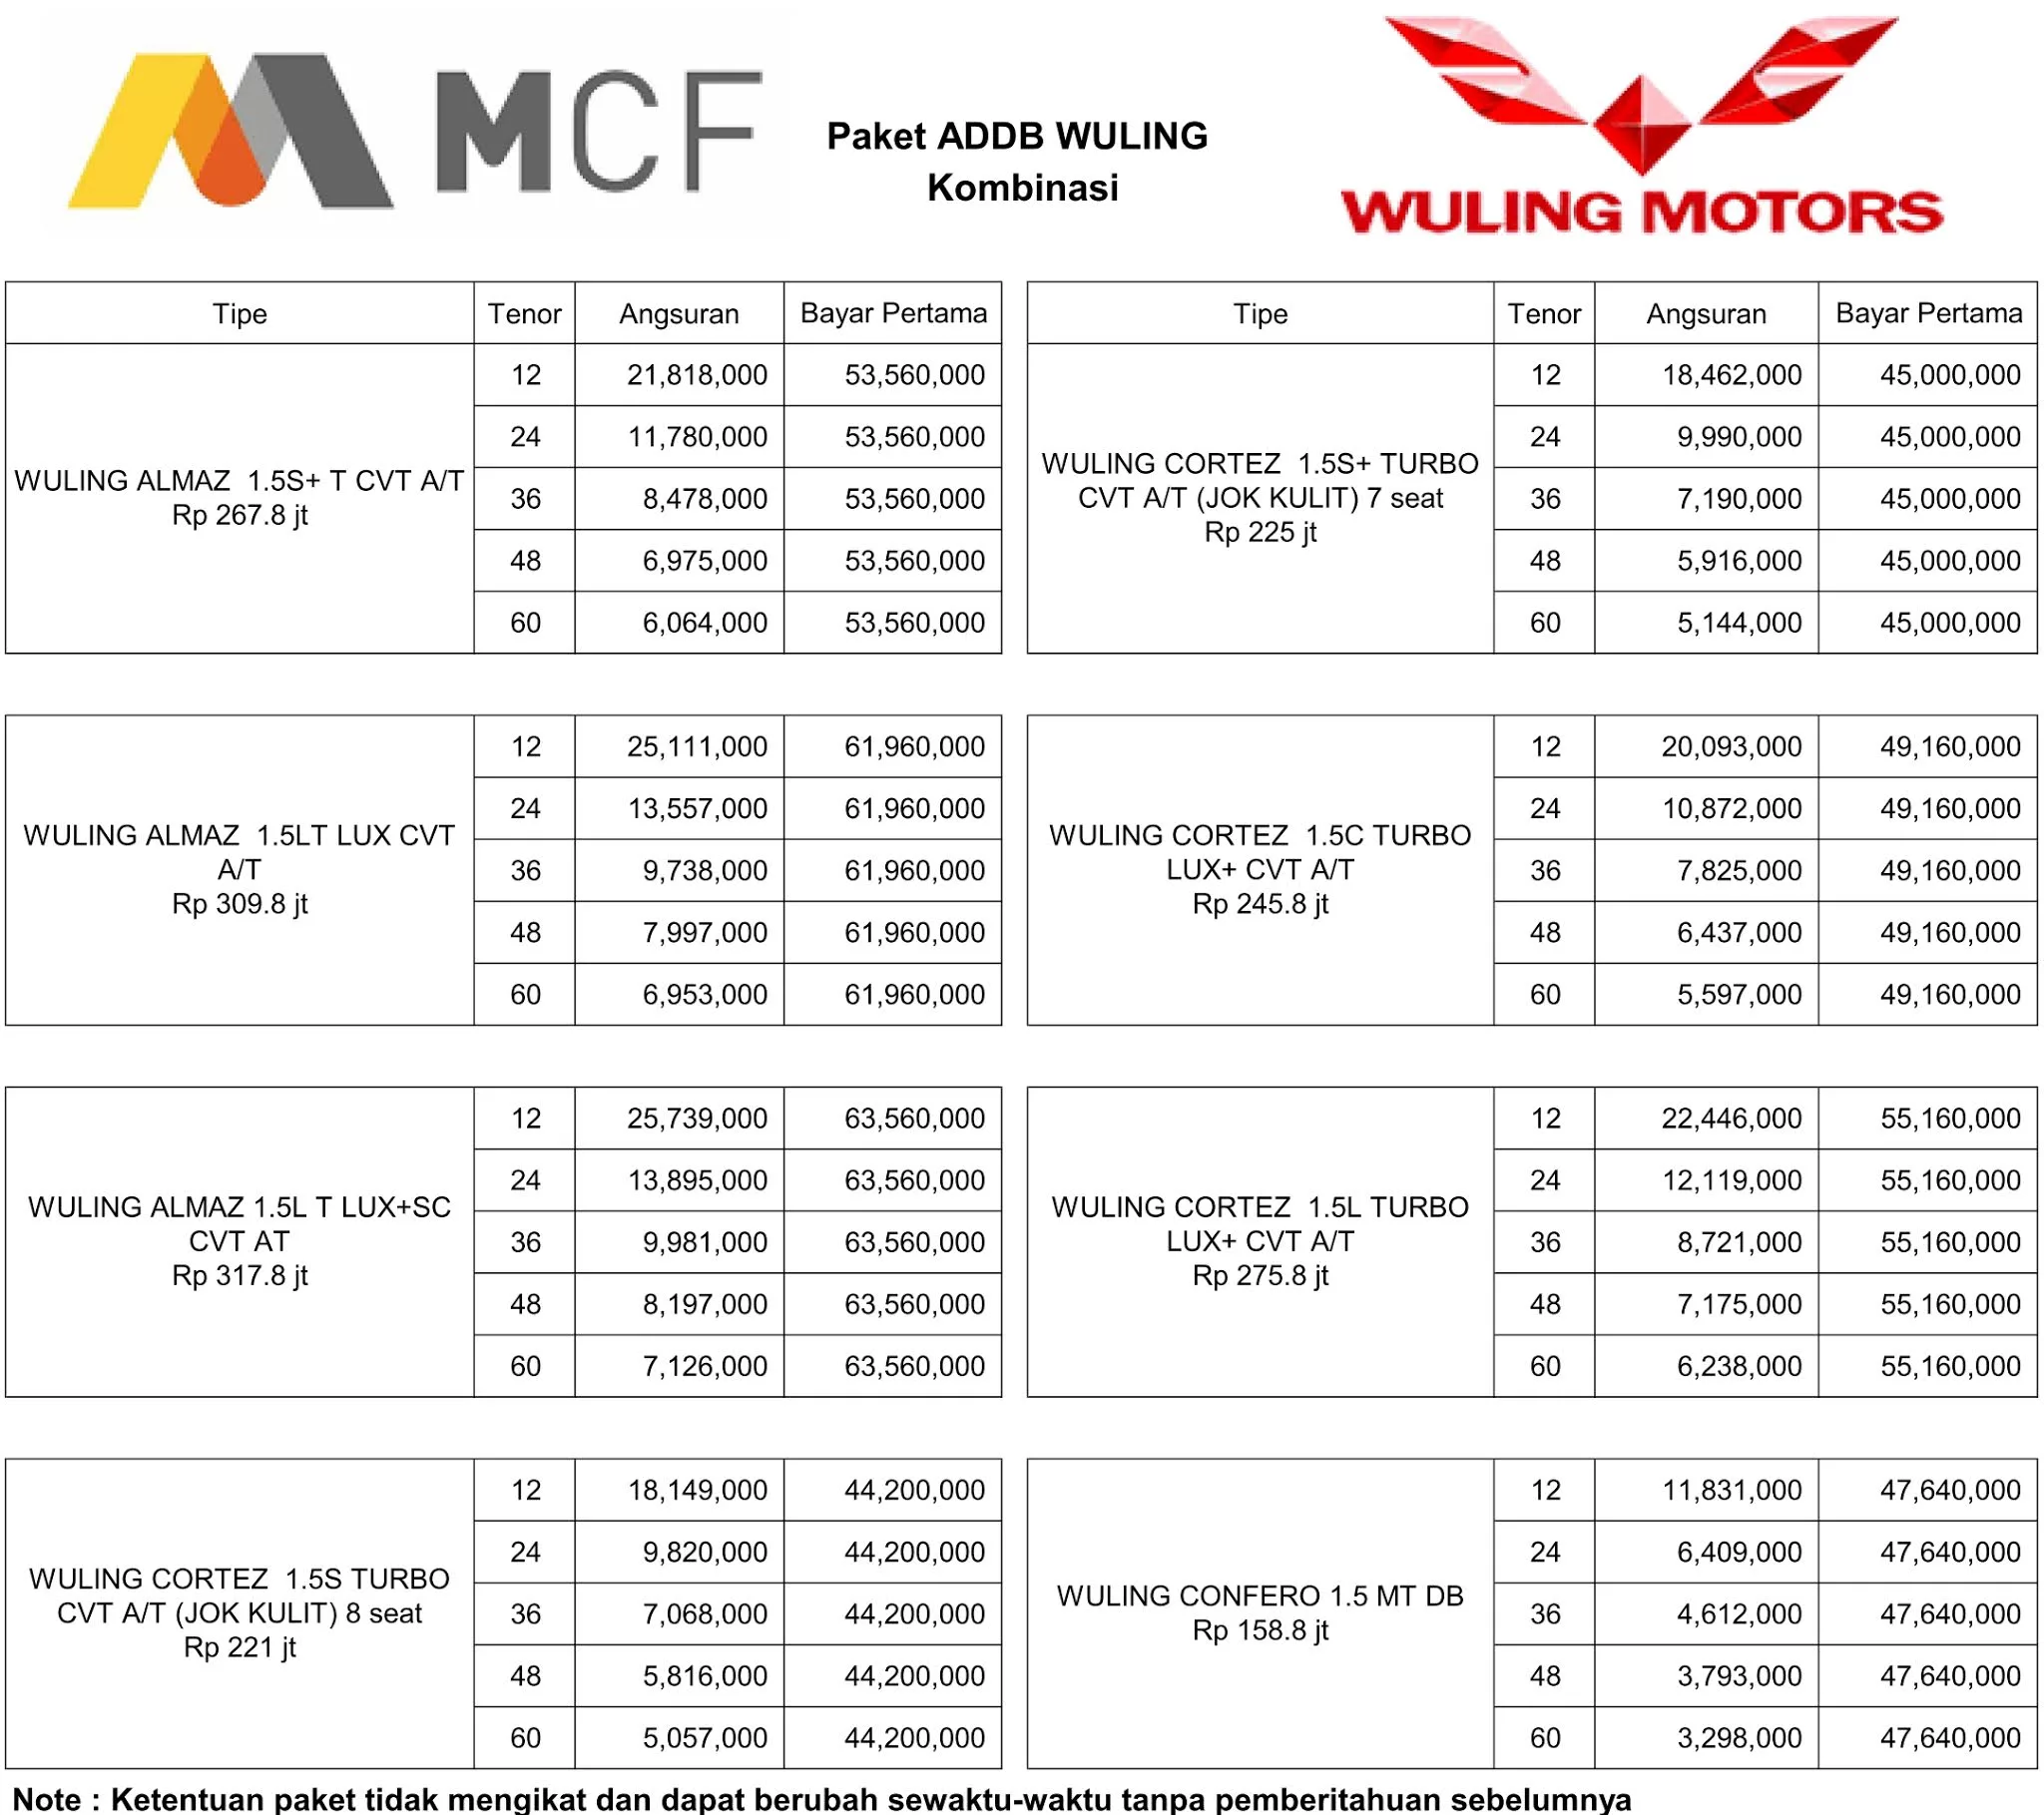 MCF
Paket ADDB WULING
Kombinasi
WULING MOTORS
Tipe Tenor Angsuran Bayar Pertama
WULING ALMAZ  1.5S+ T CVT A/T
Rp 267.8 jt
12 21,818,000 53,560,000
24 11,780,000 53,560,000
36 8,478,000 53,560,000
48 6,975,000 53,560,000
60 6,064,000 53,560,000
WULING ALMAZ  1.5LT LUX CVT
A/T
Rp 309.8 jt
12 25,111,000 61,960,000
24 13,557,000 61,960,000
36 9,738,000 61,960,000
48 7,997,000 61,960,000
60 6,953,000 61,960,000
WULING ALMAZ 1.5L T LUX+SC
CVT AT
Rp 317.8 jt
12 25,739,000 63,560,000
24 13,895,000 63,560,000
36 9,981,000 63,560,000
48 8,197,000 63,560,000
60 7,126,000 63,560,000
WULING CORTEZ  1.5S TURBO
CVT A/T (JOK KULIT) 8 seat
Rp 221 jt
12 18,149,000 44,200,000
24 9,820,000 44,200,000
36 7,068,000 44,200,000
48 5,816,000 44,200,000
60 5,057,000 44,200,000
Tipe Tenor Angsuran Bayar Pertama
WULING CORTEZ  1.5S+ TURBO
CVT A/T (JOK KULIT) 7 seat
Rp 225 jt
12 18,462,000 45,000,000
24 9,990,000 45,000,000
36 7,190,000 45,000,000
48 5,916,000 45,000,000
60 5,144,000 45,000,000
WULING CORTEZ  1.5C TURBO
LUX+ CVT A/T
Rp 245.8 jt
12 20,093,000 49,160,000
24 10,872,000 49,160,000
36 7,825,000 49,160,000
48 6,437,000 49,160,000
60 5,597,000 49,160,000
WULING CORTEZ  1.5L TURBO
LUX+ CVT A/T
Rp 275.8 jt
12 22,446,000 55,160,000
24 12,119,000 55,160,000
36 8,721,000 55,160,000
48 7,175,000 55,160,000
60 6,238,000 55,160,000
WULING CONFERO 1.5 MT DB
Rp 158.8 jt
12 11,831,000 47,640,000
24 6,409,000 47,640,000
36 4,612,000 47,640,000
48 3,793,000 47,640,000
60 3,298,000 47,640,000
Note : Ketentuan paket tidak mengikat dan dapat berubah sewaktu-waktu tanpa pemberitahuan sebelumnya